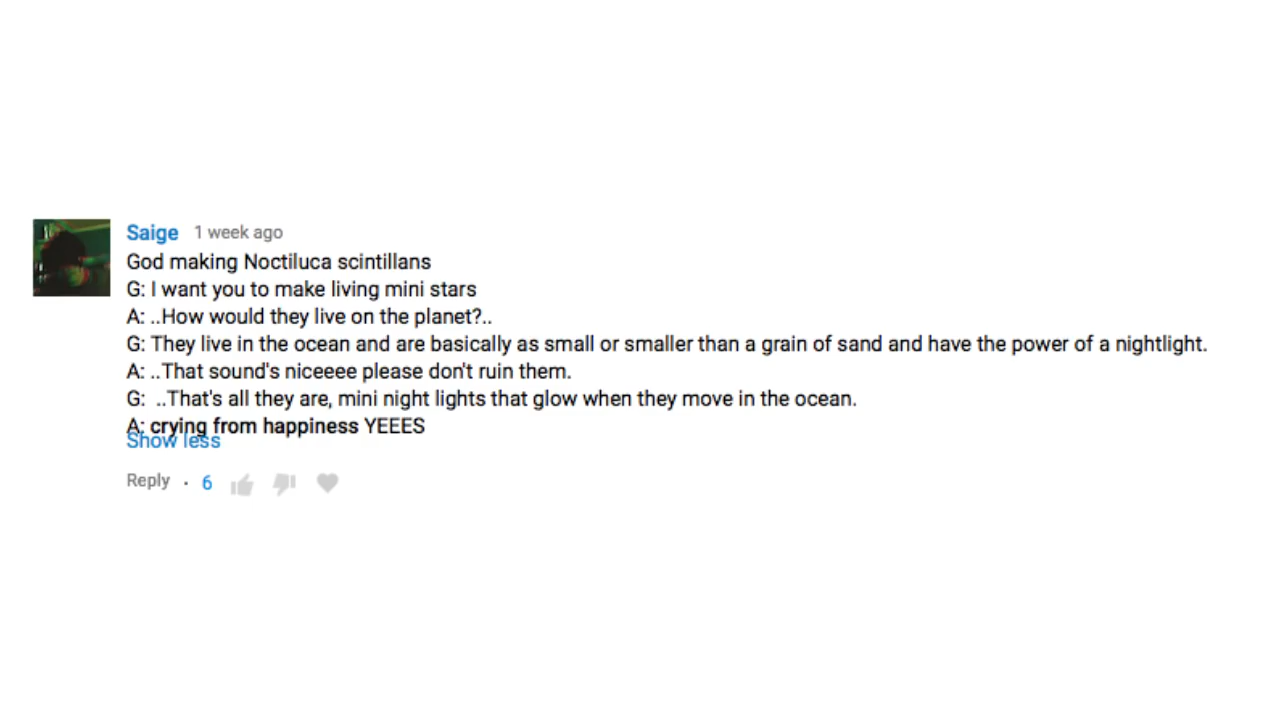 Saige 1 week ago
God making Noctiluca scintillans
G: I want you to make living mini stars
A: ..How would they live on the planet?..
G: They live in the ocean and are basically as small or smaller than a grain of sand and have the power of a nightlight.
A: ..That sound's niceeee please don't ruin them.
G:  ..That's all they are, mini night lights that glow when they move in the ocean.
A: crying from happiness YEEES
Show less
Reply · 6